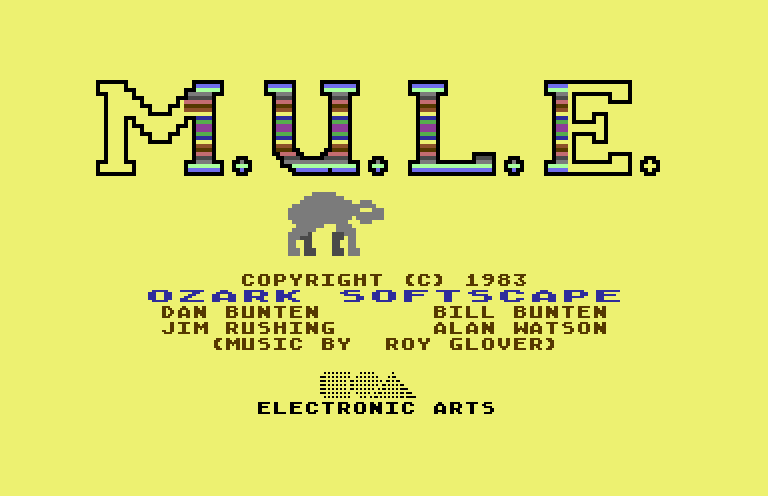 M.U.L.E.
COPYRIGHT (C) 1983
OZARK SOFTSCAPE
DAN BUNTEN BILL BUNTEN
JIM RUSHING ALAN WATSON
(MUSIC BY ROY GLOVER)
ELECTRONIC ARTS